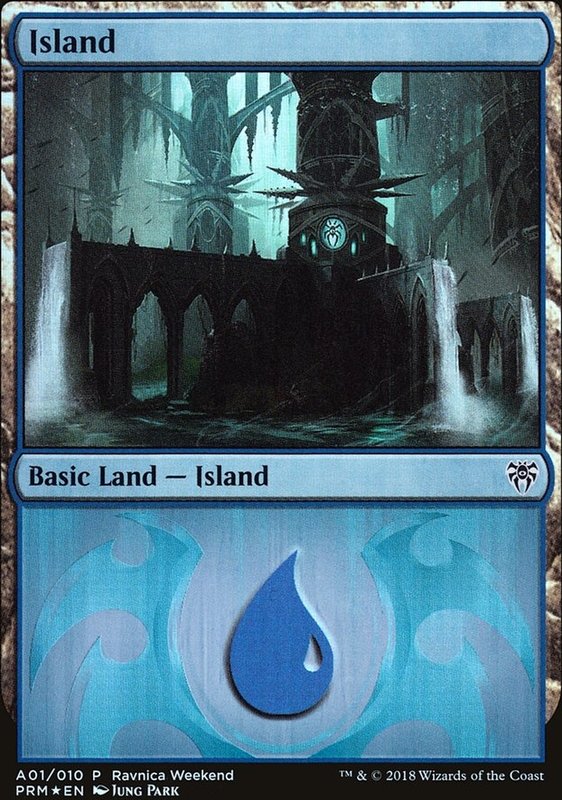 Island
Basic Land — Island
A01/010 P Ravnica Weekend
PRM★EN Jung Park
™ & © 2018 Wizards of the Coast